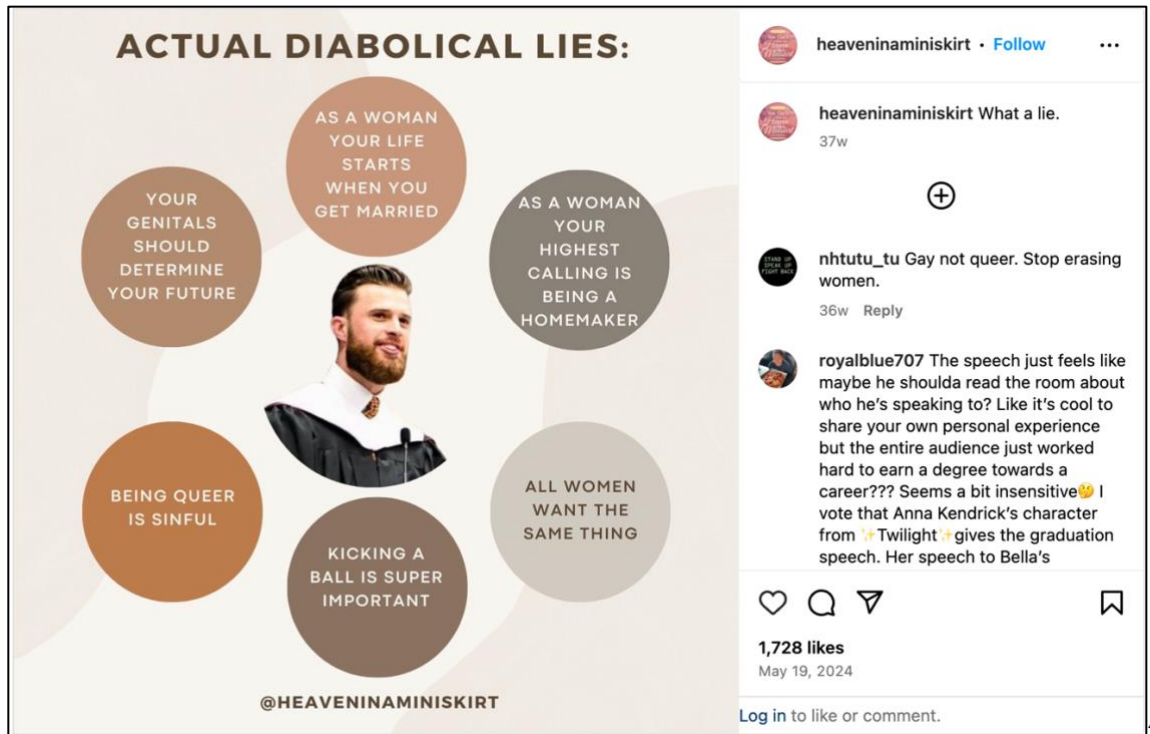 ACTUAL DIABOLICAL LIES:
AS A WOMAN
YOUR LIFE
STARTS
WHEN YOU
GET MARRIED
AS A WOMAN
YOUR
HIGHEST
CALLING IS
BEING A
HOMEMAKER
ALL WOMEN
WANT THE
SAME THING
KICKING A
BALL IS SUPER
IMPORTANT
BEING QUEER
IS SINFUL
YOUR
GENITALS
SHOULD
DETERMINE
YOUR FUTURE
@HEAVENINAMINISKIRT
heaveninaminiskirt • Follow
heaveninaminiskirt What a lie.
37w
STAND UP
SPEAK UP
FIGHT BACK
nhtutu_tu Gay not queer. Stop erasing
women.
36w Reply
royalblue707 The speech just feels like
maybe he shoulda read the room about
who he's speaking to? Like it's cool to
share your own personal experience
but the entire audience just worked
hard to earn a degree towards a
career??? Seems a bit insensitive🤔 I
vote that Anna Kendrick's character
from ✨Twilight✨gives the graduation
speech. Her speech to Bella's
1,728 likes
May 19, 2024
Log in to like or comment.